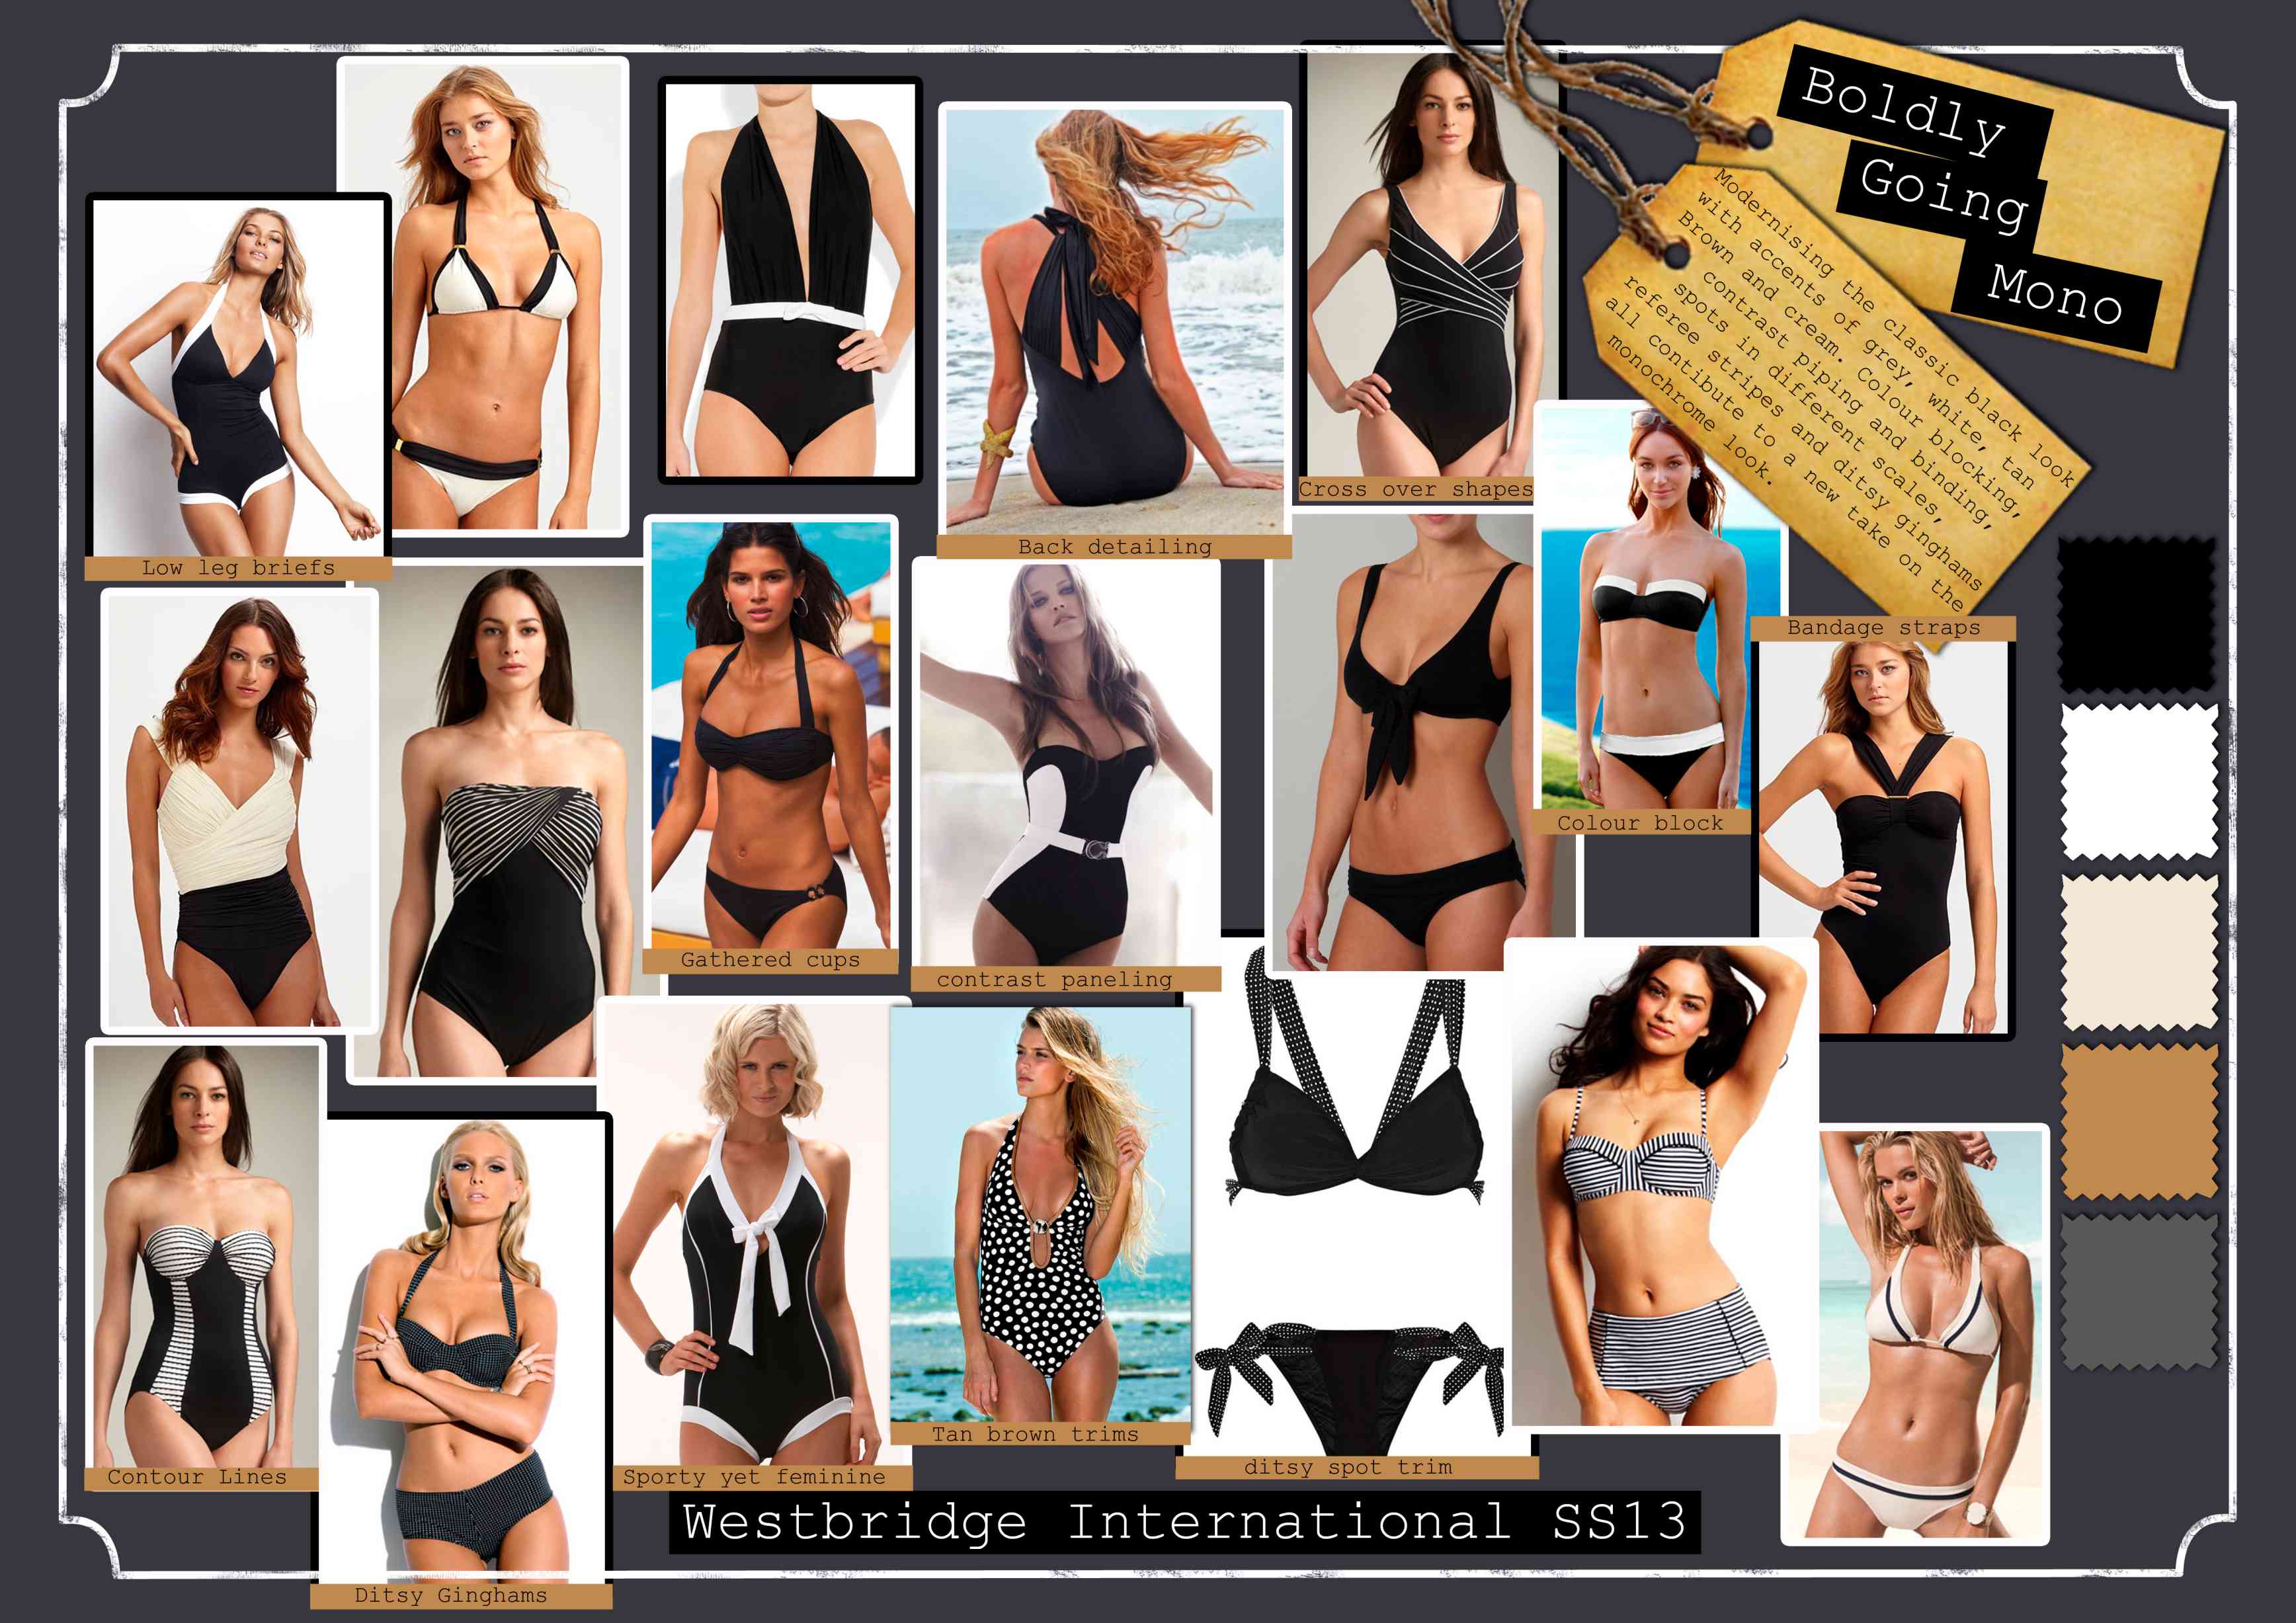 Boldly
Going
Mono
Modernising the classic black look
with accents of grey, white, tan
Brown and cream. Colour blocking,
contrast piping and binding,
spots in different scales,
referee stripes and ditsy ginghams
all contibute to a new take on the
monochrome look.
Cross over shapes
Back detailing
Low leg briefs
Bandage straps
Colour block
Gathered cups
contrast paneling
Tan brown trims
ditsy spot trim
Contour Lines
Sporty yet feminine
Westbridge International SS13
Ditsy Ginghams